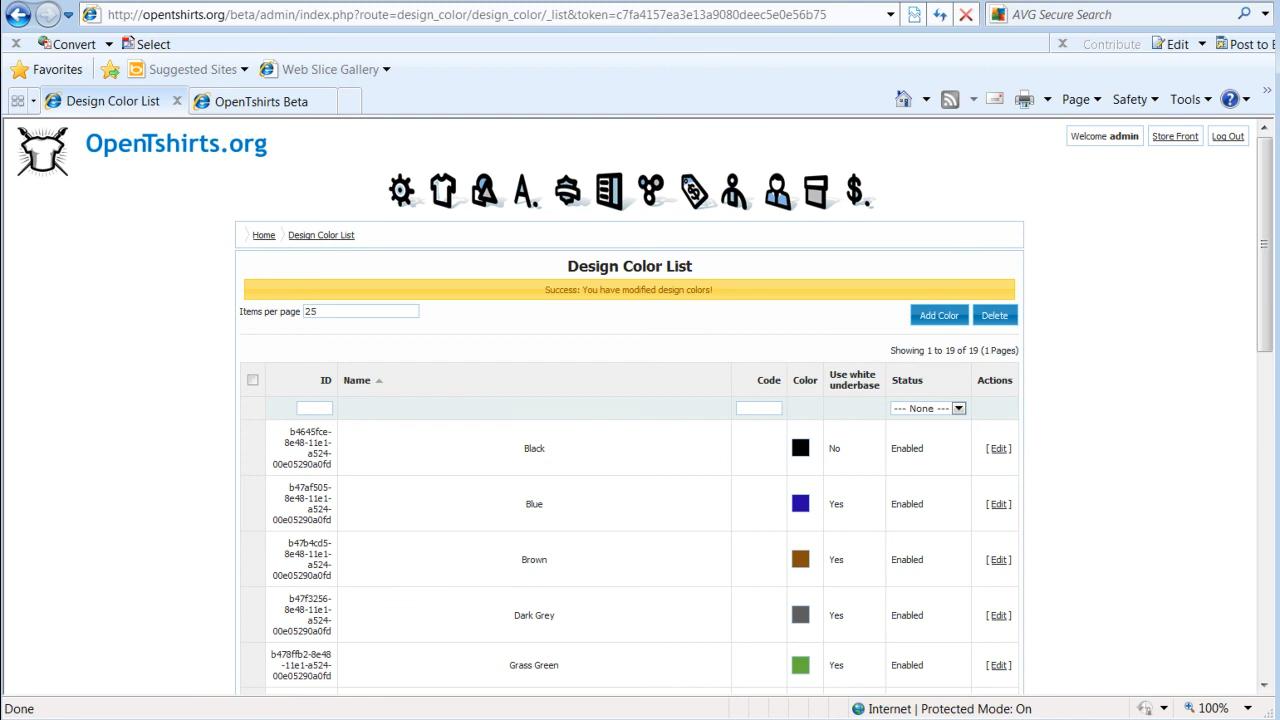 http://opentshirts.org/beta/admin/index.php?route=design_color/design_color/_list&token=c7fa4157ea3e13a9080deec5e0e56b75
AVG Secure Search
Convert Select
Contribute Edit Post to B
Favorites Suggested Sites Web Slice Gallery
Design Color List OpenTshirts Beta
Page Safety Tools
OpenTshirts.org
Welcome admin Store Front Log Out
Home Design Color List
Design Color List
Success: You have modified design colors!
Items per page 25
Add Color Delete
Showing 1 to 19 of 19 (1 Pages)
ID Name Code Color Use white underbase Status Actions
--- None ---
b4645fce-
8e48-11e1-
a524-
00e05290a0fd
Black No Enabled [ Edit ]
b47af505-
8e48-11e1-
a524-
00e05290a0fd
Blue Yes Enabled [ Edit ]
b47b4cd5-
8e48-11e1-
a524-
00e05290a0fd
Brown Yes Enabled [ Edit ]
b47f3256-
8e48-11e1-
a524-
00e05290a0fd
Dark Grey Yes Enabled [ Edit ]
b478ffb2-8e48
-11e1-a524-
00e05290a0fd
Grass Green Yes Enabled [ Edit ]
Done
Internet | Protected Mode: On
100%